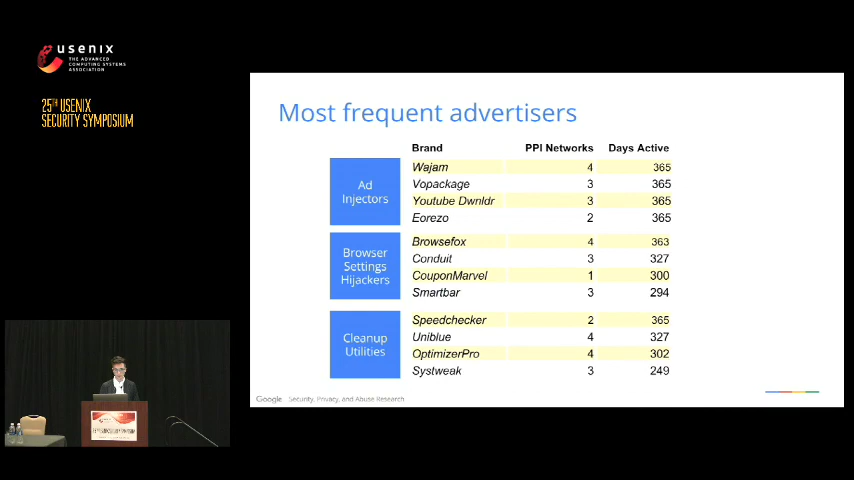 usenix
THE ADVANCED
COMPUTING SYSTEMS
ASSOCIATION
25TH USENIX
SECURITY SYMPOSIUM
Most frequent advertisers
Brand PPI Networks Days Active
Ad
Injectors
Wajam 4 365
Vopackage 3 365
Youtube Dwnldr 3 365
Eorezo 2 365
Browser
Settings
Hijackers
Browsefox 4 363
Conduit 3 327
CouponMarvel 1 300
Smartbar 3 294
Cleanup
Utilities
Speedchecker 2 365
Uniblue 4 327
OptimizerPro 4 302
Systweak 3 249
Google Security, Privacy, and Abuse Research